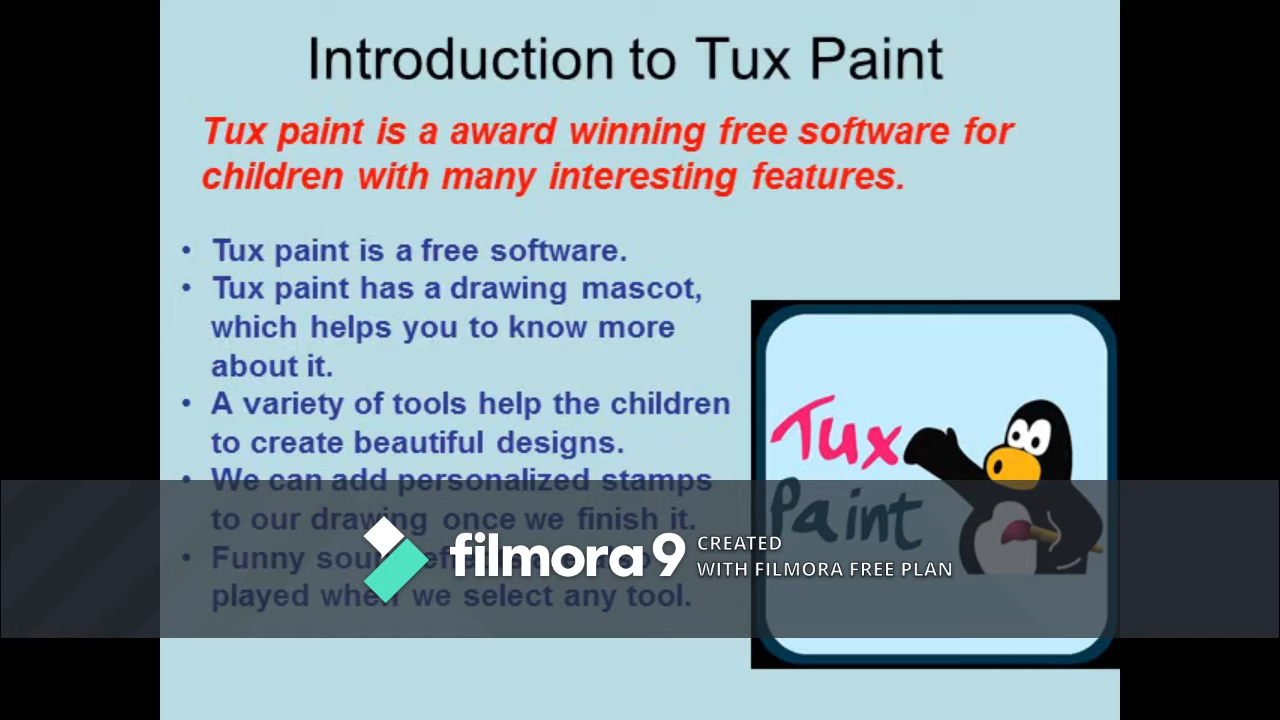 Introduction to Tux Paint
Tux paint is a award winning free software for
children with many interesting features.
• Tux paint is a free software.
• Tux paint has a drawing mascot,
which helps you to know more
about it.
• A variety of tools help the children
to create beautiful designs.
• We can add personalized stamps
to our drawing once we finish it.
• Funny
played when we select any tool.
Tux
Paint
filmora9
CREATED
WITH FILMORA FREE PLAN